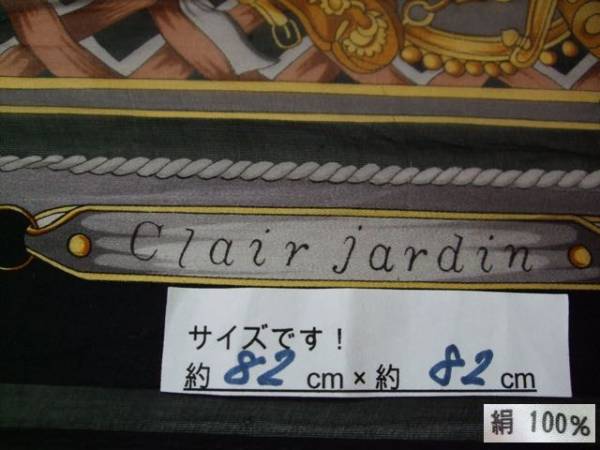 Clair jardin
サイズです！
約 82 cm × 約 82 cm
絹 100%